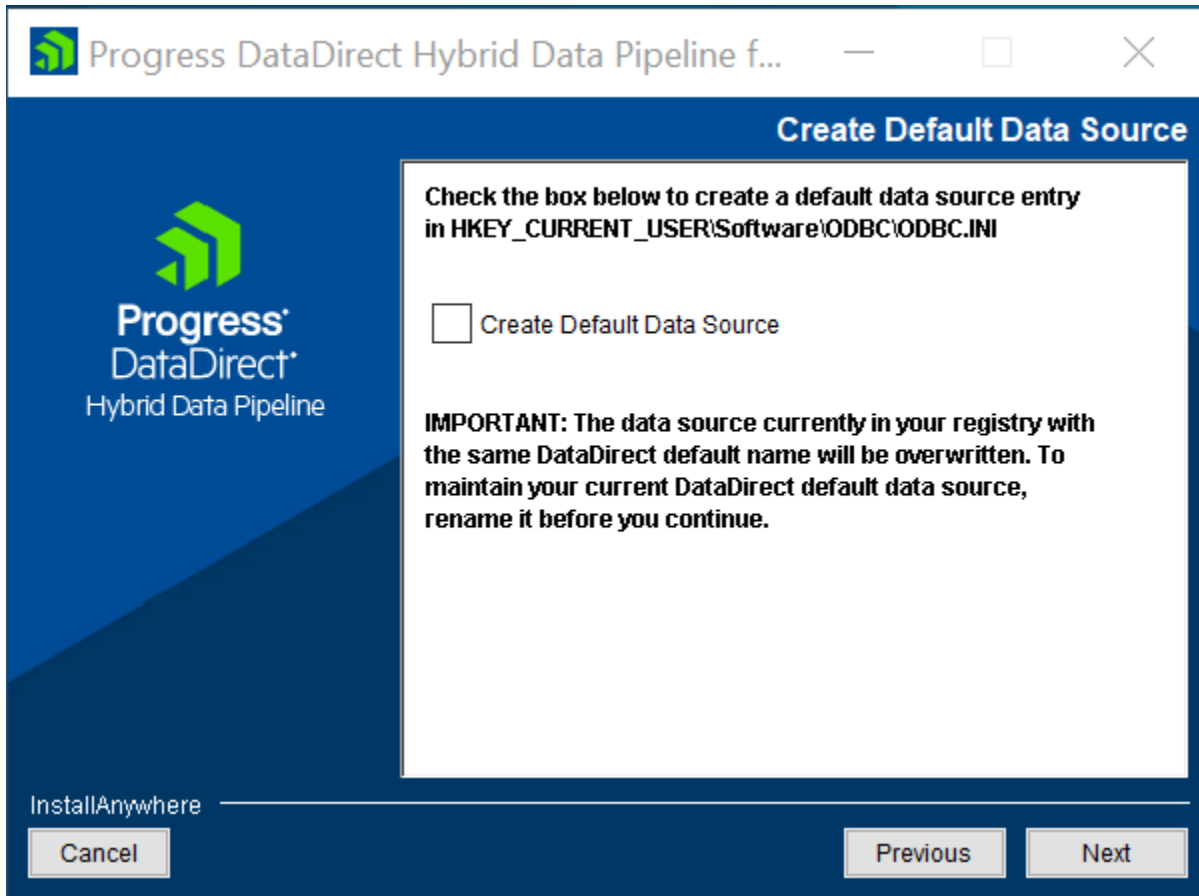 Progress DataDirect Hybrid Data Pipeline f...
Create Default Data Source
Progress
DataDirect
Hybrid Data Pipeline
Check the box below to create a default data source entry
in HKEY_CURRENT_USER\Software\ODBC\ODBC.INI
Create Default Data Source
IMPORTANT: The data source currently in your registry with
the same DataDirect default name will be overwritten. To
maintain your current DataDirect default data source,
rename it before you continue.
InstallAnywhere
Cancel
Previous
Next